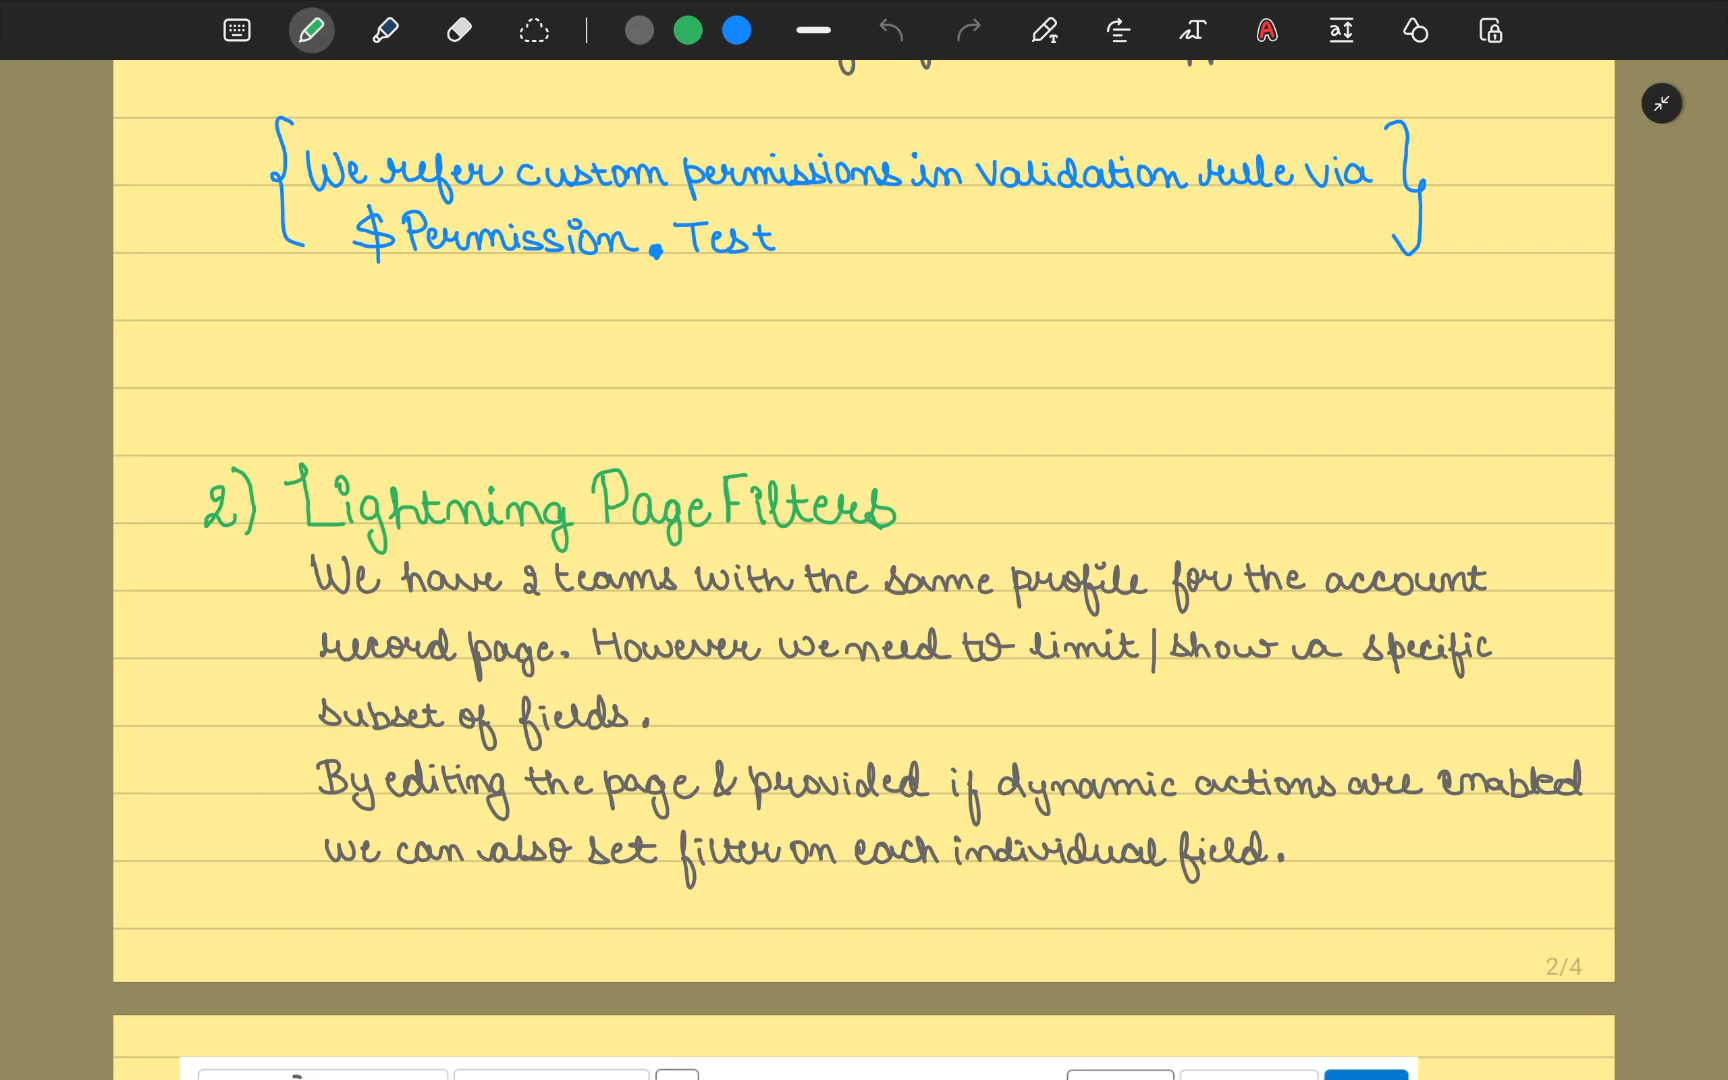 { We refer custom permissions in validation rule via }
$Permission.Test
2) Lightning Page Filters
We have 2 teams with the same profile for the account
record page. However we need to limit | show a specific
subset of fields.
By editing the page & provided if dynamic actions are enabled
we can also set filter on each individual field.
2/4